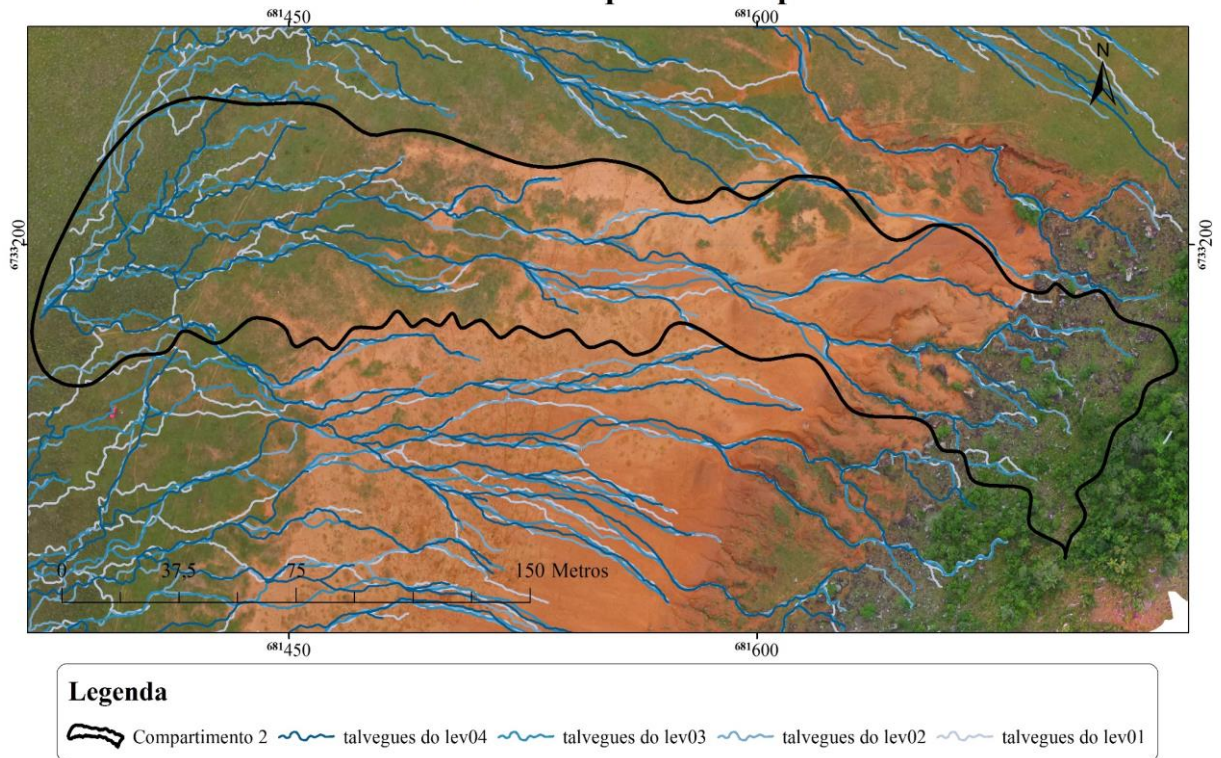 681450
681600
N
6733200
6733200
0 37,5 75 150 Metros
681450
681600
Legenda
Compartimento 2 talvegues do lev04 talvegues do lev03 talvegues do lev02 talvegues do lev01